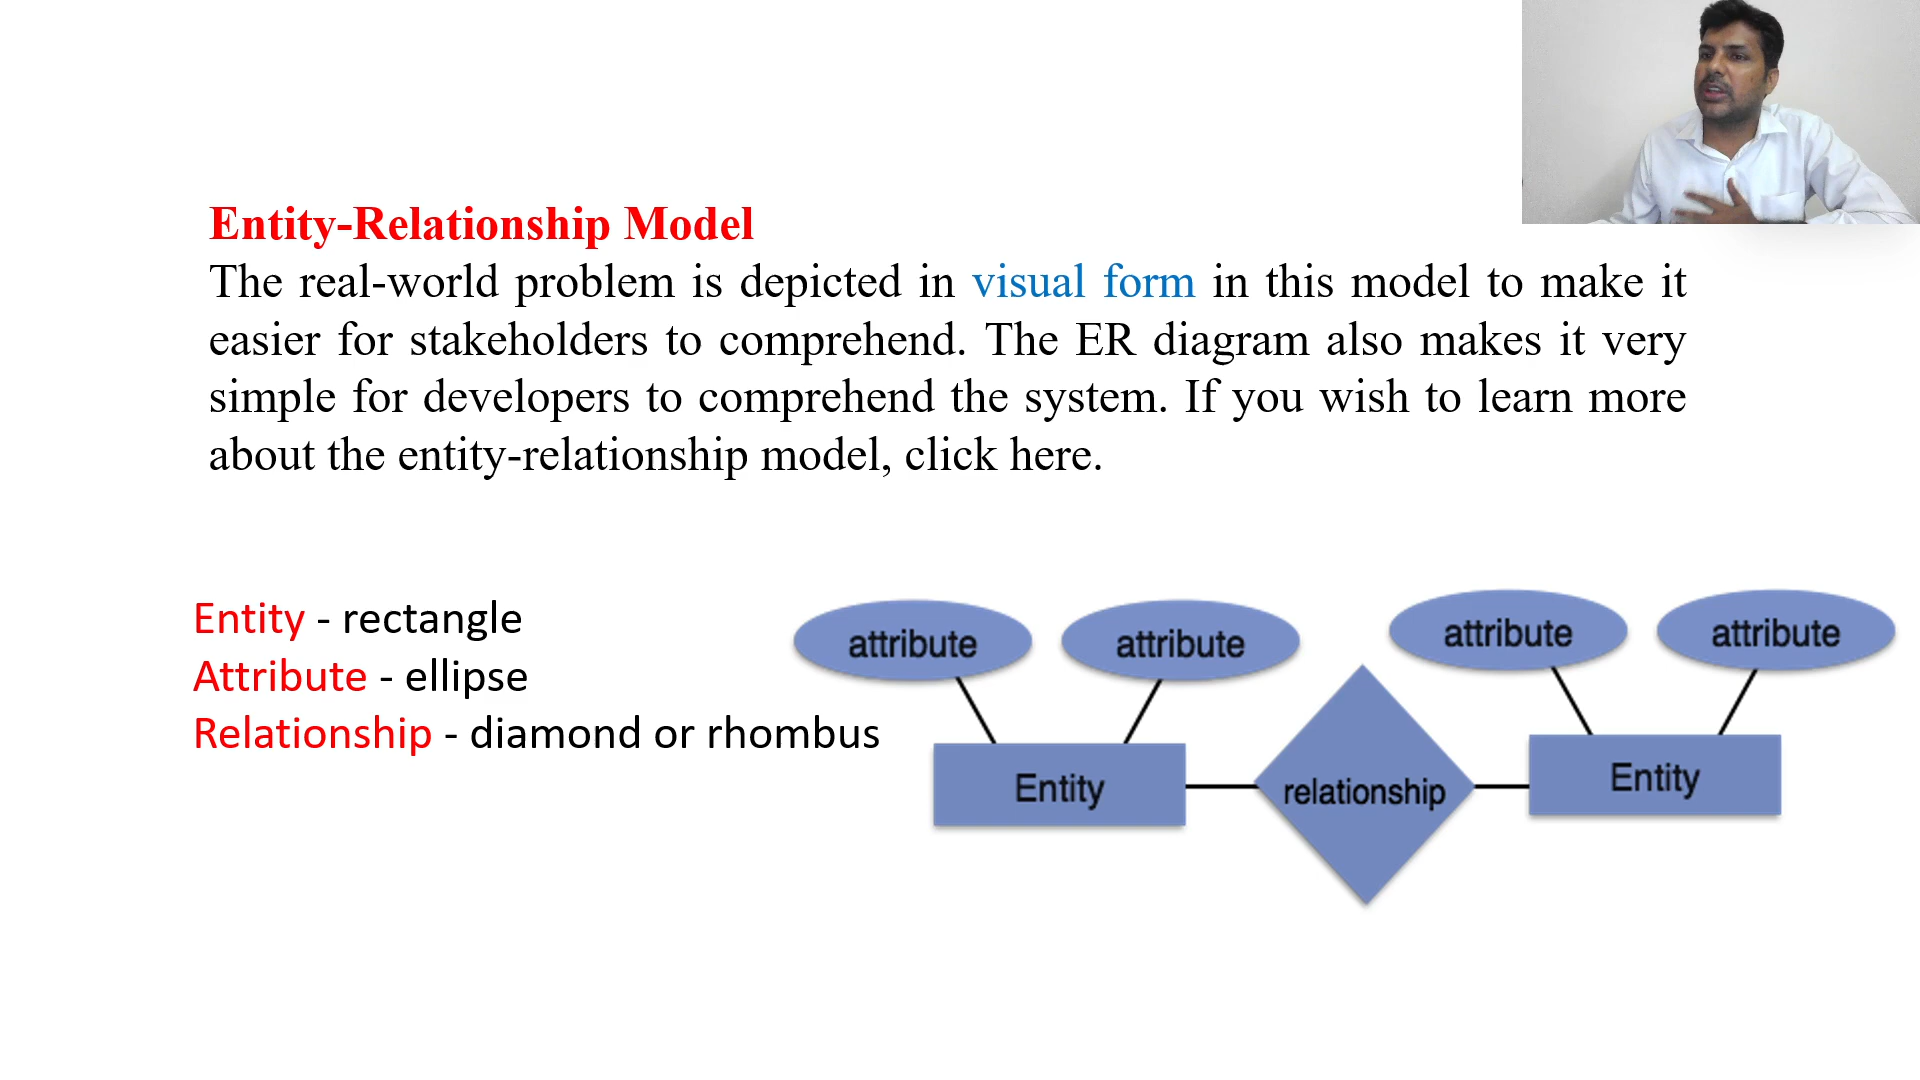 Entity-Relationship Model
The real-world problem is depicted in visual form in this model to make it
easier for stakeholders to comprehend. The ER diagram also makes it very
simple for developers to comprehend the system. If you wish to learn more
about the entity-relationship model, click here.
Entity - rectangle
Attribute - ellipse
Relationship - diamond or rhombus
attribute
attribute
attribute
attribute
Entity
relationship
Entity